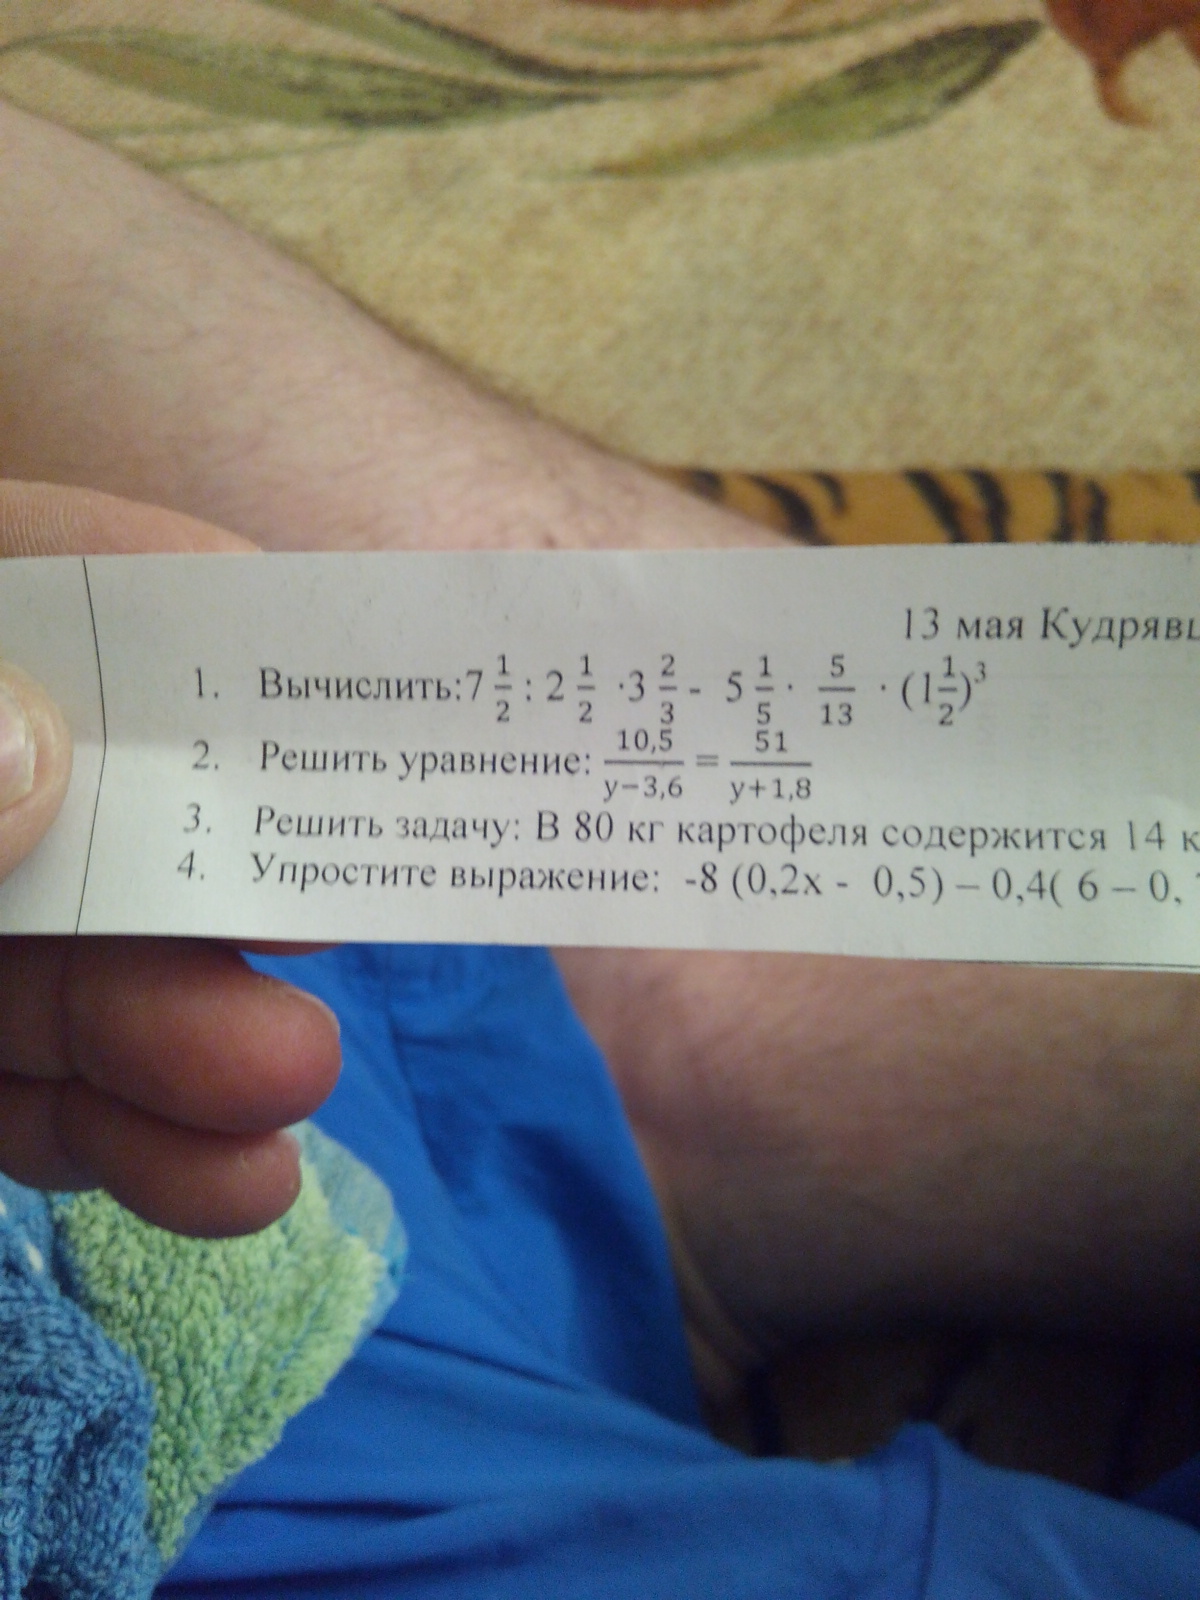 13 мая
1. Вычислить:7 1/2 : 2 1/2 ·3 2/3 - 5 1/5 · 5/13 · (1 1/2)³
2. Решить уравнение: 10,5/(y−3,6) = 51/(y+1,8)
3. Решить задачу: В 80 кг картофеля содержится 14
4. Упростите выражение: -8 (0,2x - 0,5) – 0,4( 6 – 0,